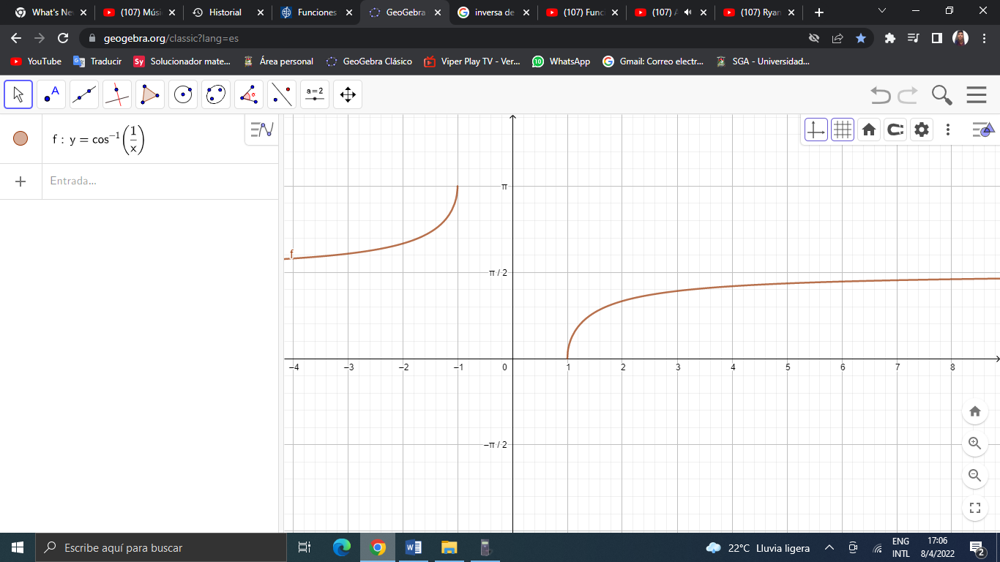 What's Ne
(107) Músi
Historial
Funciones
GeoGebra
inversa de
(107) Func
(107) A
(107) Ryan
geogebra.org/classic?lang=es
YouTube
Traducir
Sy Solucionador mate...
Área personal
GeoGebra Clásico
Viper Play TV - Ver...
10 WhatsApp
Gmail: Correo electr...
SGA - Universidad...
A
a=2
f : y = cos⁻¹(1/x)
Entrada...
f
π
π / 2
−4 −3 −2 −1 0 1 2 3 4 5 6 7 8
−π / 2
Escribe aquí para buscar
22°C Lluvia ligera
ENG
INTL
17:06
8/4/2022
2